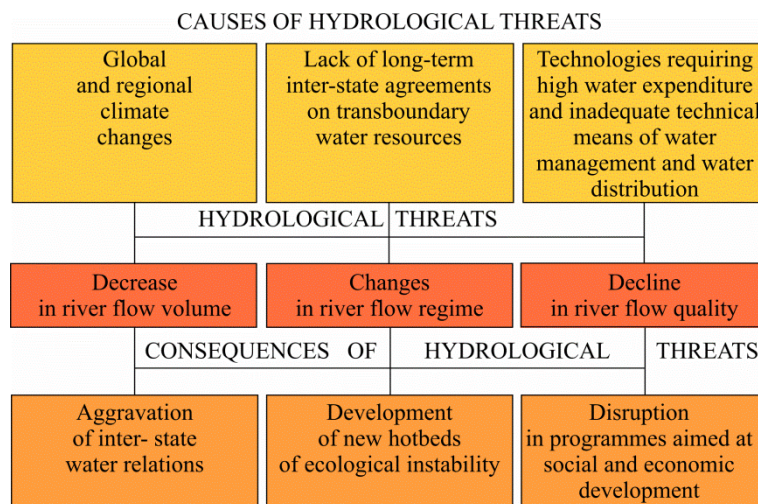 CAUSES OF HYDROLOGICAL THREATS
Global
and regional
climate
changes
Lack of long-term
inter-state agreements
on transboundary
water resources
Technologies requiring
high water expenditure
and inadequate technical
means of water
management and water
distribution
HYDROLOGICAL THREATS
Decrease
in river flow volume
Changes
in river flow regime
Decline
in river flow quality
CONSEQUENCES OF HYDROLOGICAL THREATS
Aggravation
of inter- state
water relations
Development
of new hotbeds
of ecological instability
Disruption
in programmes aimed at
social and economic
development